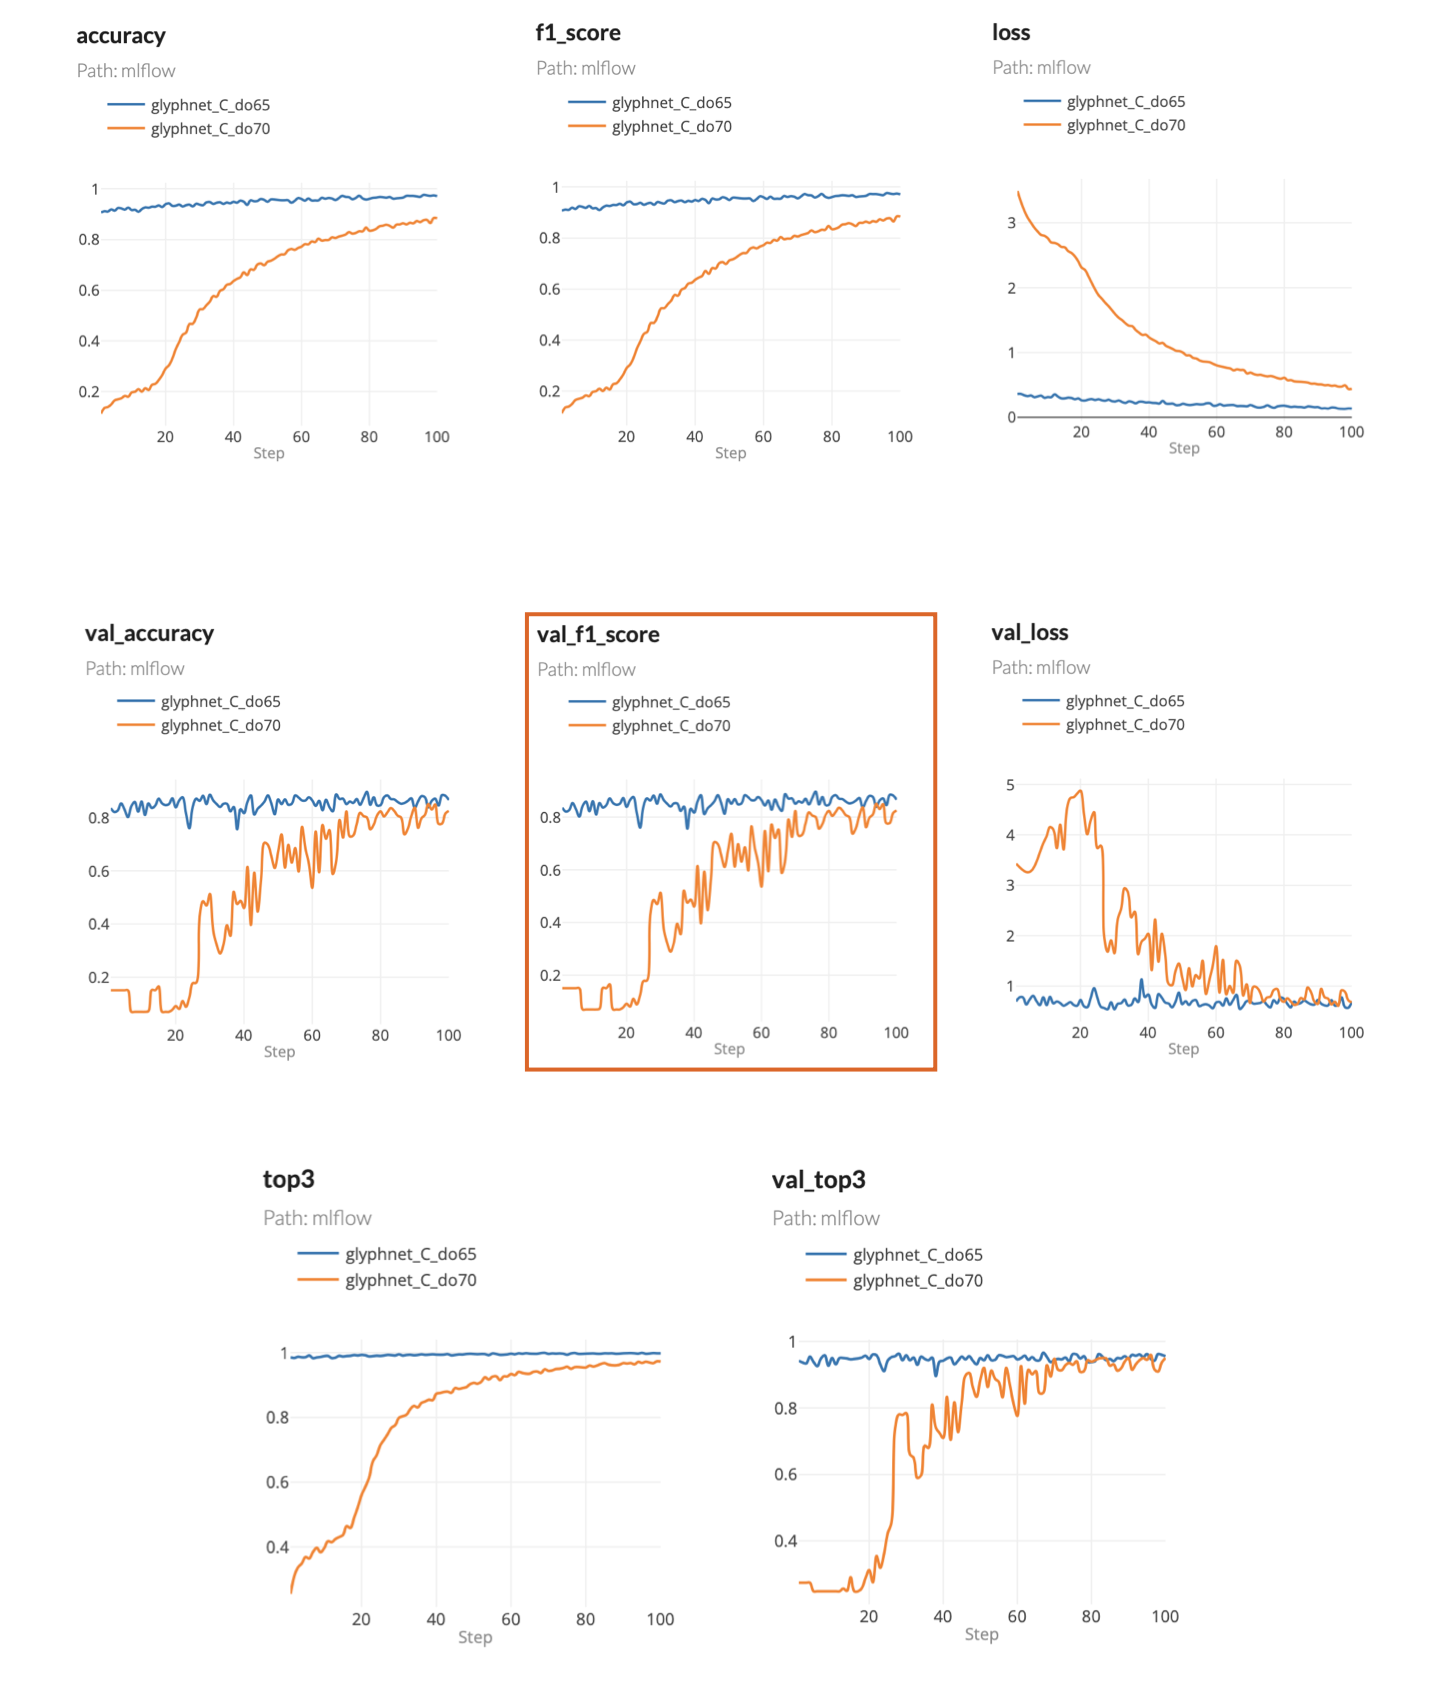 accuracy
Path: mlflow
glyphnet_C_do65
glyphnet_C_do70
1
0.8
0.6
0.4
0.2
20 40 60 80 100
Step
f1_score
Path: mlflow
glyphnet_C_do65
glyphnet_C_do70
1
0.8
0.6
0.4
0.2
20 40 60 80 100
Step
loss
Path: mlflow
glyphnet_C_do65
glyphnet_C_do70
3
2
1
0
20 40 60 80 100
Step
val_accuracy
Path: mlflow
glyphnet_C_do65
glyphnet_C_do70
0.8
0.6
0.4
0.2
20 40 60 80 100
Step
val_f1_score
Path: mlflow
glyphnet_C_do65
glyphnet_C_do70
0.8
0.6
0.4
0.2
20 40 60 80 100
Step
val_loss
Path: mlflow
glyphnet_C_do65
glyphnet_C_do70
5
4
3
2
1
20 40 60 80 100
Step
top3
Path: mlflow
glyphnet_C_do65
glyphnet_C_do70
1
0.8
0.6
0.4
20 40 60 80 100
Step
val_top3
Path: mlflow
glyphnet_C_do65
glyphnet_C_do70
1
0.8
0.6
0.4
20 40 60 80 100
Step